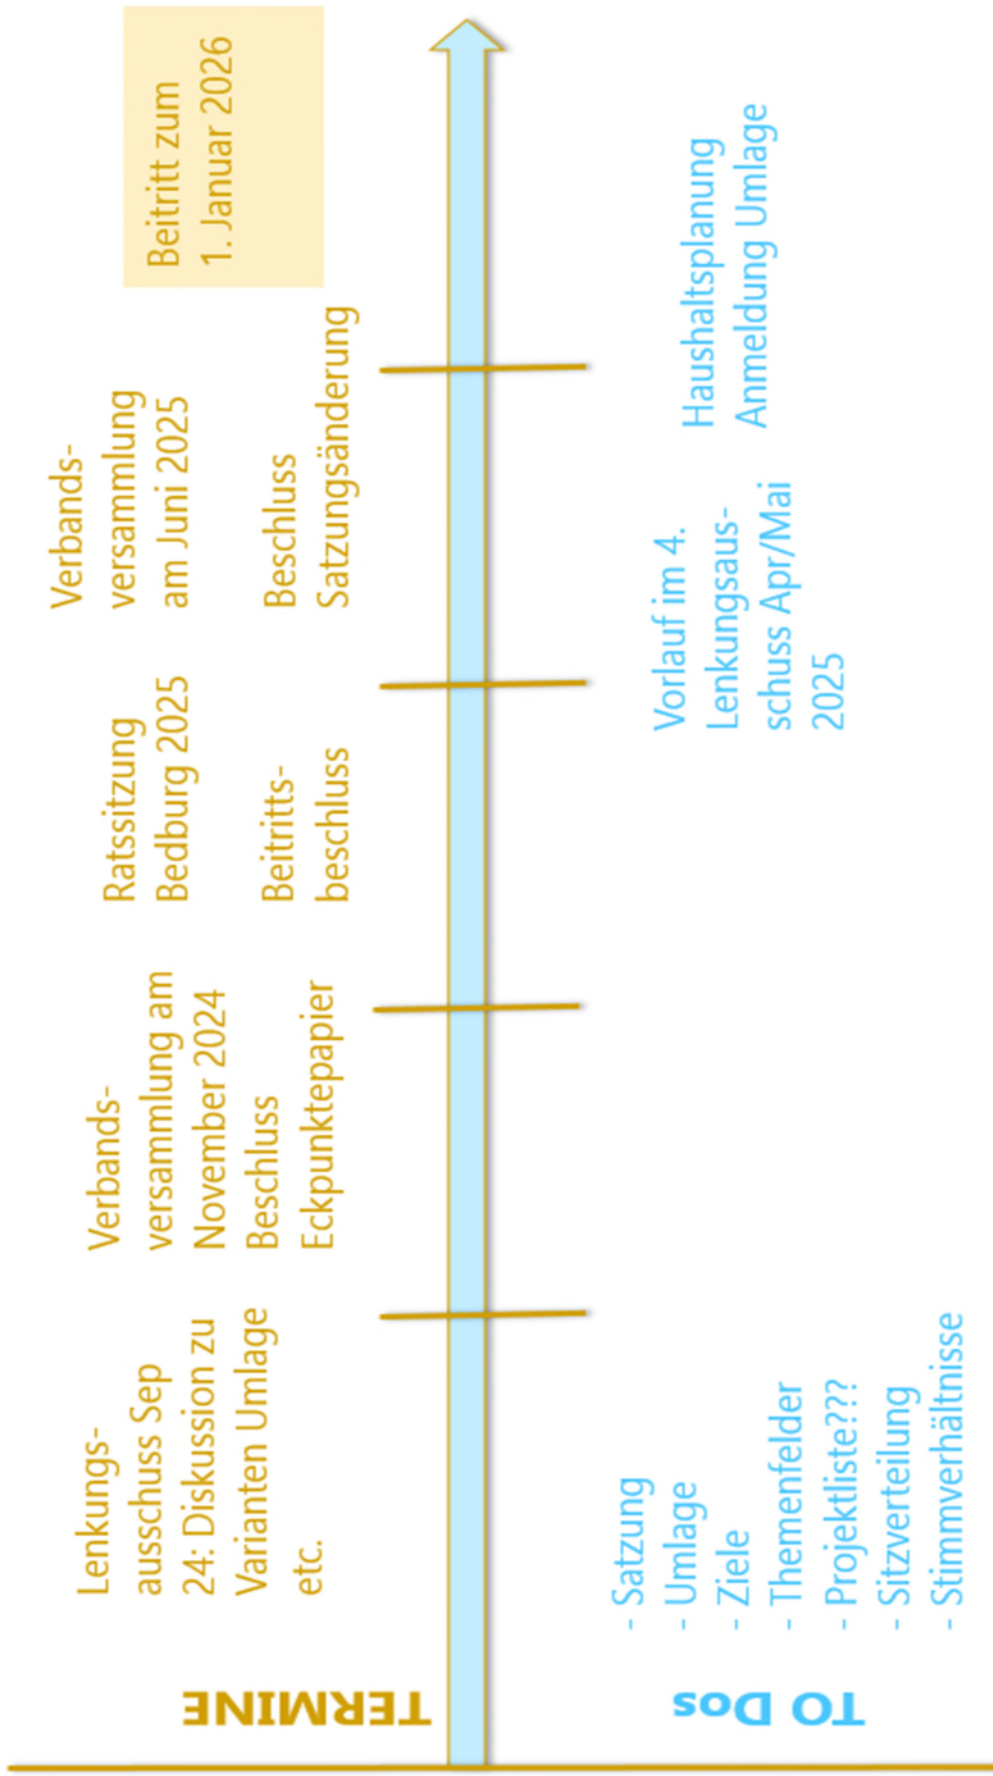 TERMINE
Lenkungs-
ausschuss Sep
24: Diskussion zu
Varianten Umlage
etc.
Verbands-
versammlung am
November 2024
Beschluss
Eckpunktepapier
Ratssitzung
Bedburg 2025
Beitritts-
beschluss
Verbands-
versammlung
am Juni 2025
Beschluss
Satzungsänderung
Beitritt zum
1. Januar 2026
TO Dos
- Satzung
- Umlage
- Ziele
- Themenfelder
- Projektliste???
- Sitzverteilung
- Stimmverhältnisse
Vorlauf im 4.
Lenkungsaus-
schuss Apr/Mai
2025
Haushaltsplanung
Anmeldung Umlage